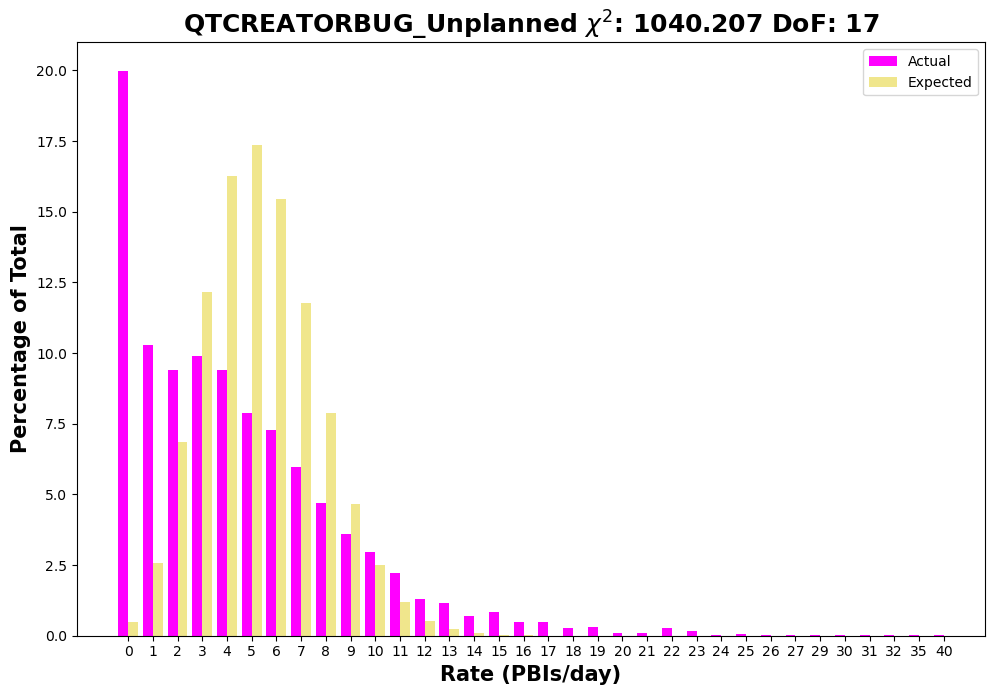 QTCREATORBUG_Unplanned χ²: 1040.207 DoF: 17
Actual
Expected
Percentage of Total
20.0
17.5
15.0
12.5
10.0
7.5
5.0
2.5
0.0
0 1 2 3 4 5 6 7 8 9 10 11 12 13 14 15 16 17 18 19 20 21 22 23 24 25 26 27 29 30 31 32 35 40
Rate (PBIs/day)